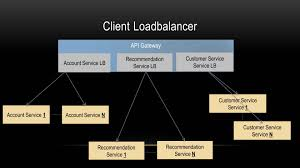 Client Loadbalancer
API Gateway
Account Service LB
Recommendation
Service LB
Customer Service
Service LB
Account Service 1
Account Service N
Recommendation
Service 1
Recommendation
Service N
Customer Service
Service 1
Customer Service
Service N